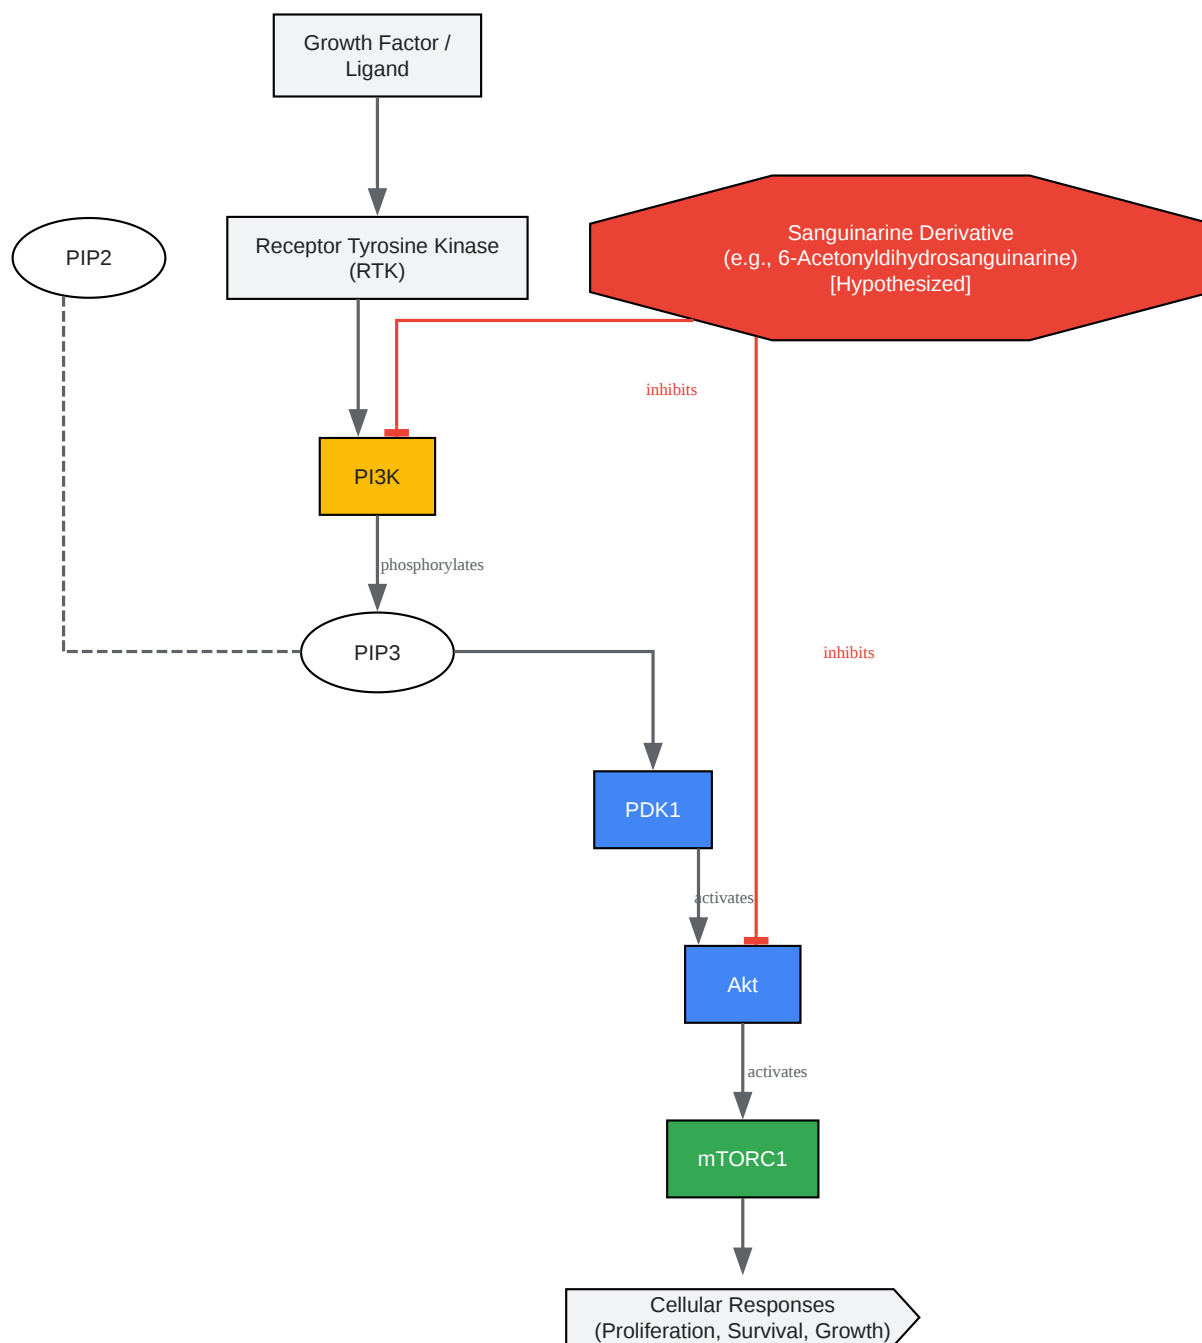 Growth Factor /
Ligand
Receptor Tyrosine Kinase
(RTK)
PIP2
Sanguinarine Derivative
(e.g., 6-Acetonyldihydrosanguinarine)
[Hypothesized]
inhibits
PI3K
phosphorylates
PIP3
inhibits
PDK1
activates
Akt
activates
mTORC1
Cellular Responses
(Proliferation, Survival, Growth)